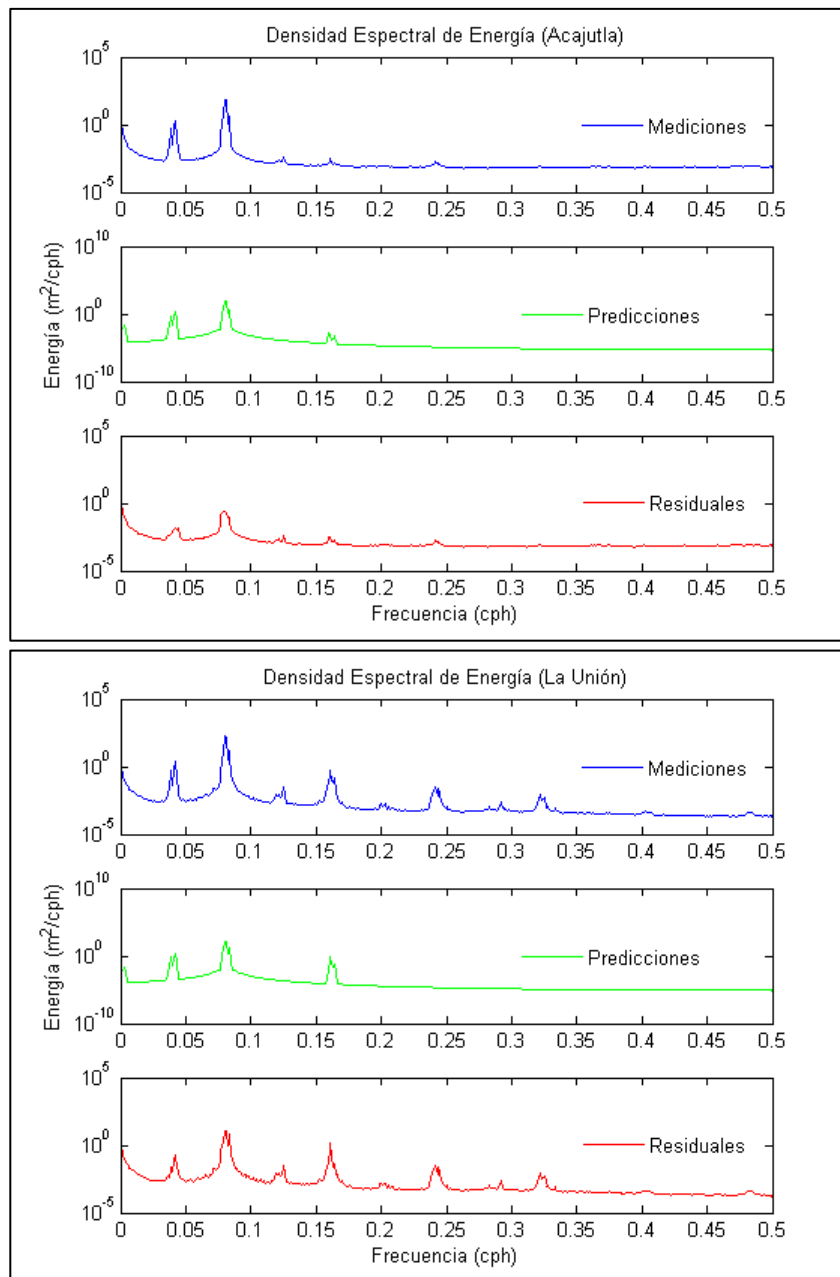 Densidad Espectral de Energía (Acajutla)
10^5
10^0
10^-5
Mediciones
0 0.05 0.1 0.15 0.2 0.25 0.3 0.35 0.4 0.45 0.5
Energía (m^2/cph)
10^10
10^0
10^-10
Predicciones
0 0.05 0.1 0.15 0.2 0.25 0.3 0.35 0.4 0.45 0.5
10^5
10^0
10^-5
Residuales
0 0.05 0.1 0.15 0.2 0.25 0.3 0.35 0.4 0.45 0.5
Frecuencia (cph)
Densidad Espectral de Energía (La Unión)
10^5
10^0
10^-5
Mediciones
0 0.05 0.1 0.15 0.2 0.25 0.3 0.35 0.4 0.45 0.5
Energía (m^2/cph)
10^10
10^0
10^-10
Predicciones
0 0.05 0.1 0.15 0.2 0.25 0.3 0.35 0.4 0.45 0.5
10^5
10^0
10^-5
Residuales
0 0.05 0.1 0.15 0.2 0.25 0.3 0.35 0.4 0.45 0.5
Frecuencia (cph)